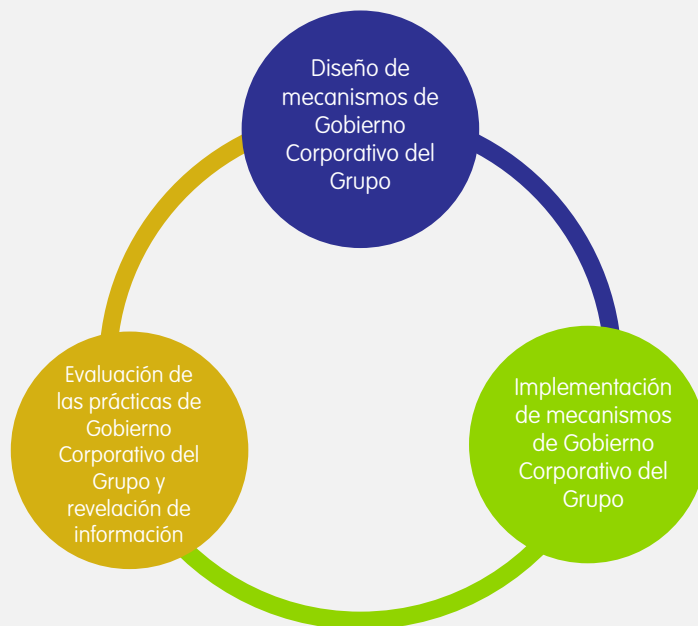 Diseño de
mecanismos de
Gobierno
Corporativo del
Grupo
Implementación
de mecanismos
de Gobierno
Corporativo del
Grupo
Evaluación de
las prácticas de
Gobierno
Corporativo del
Grupo y
revelación de
información